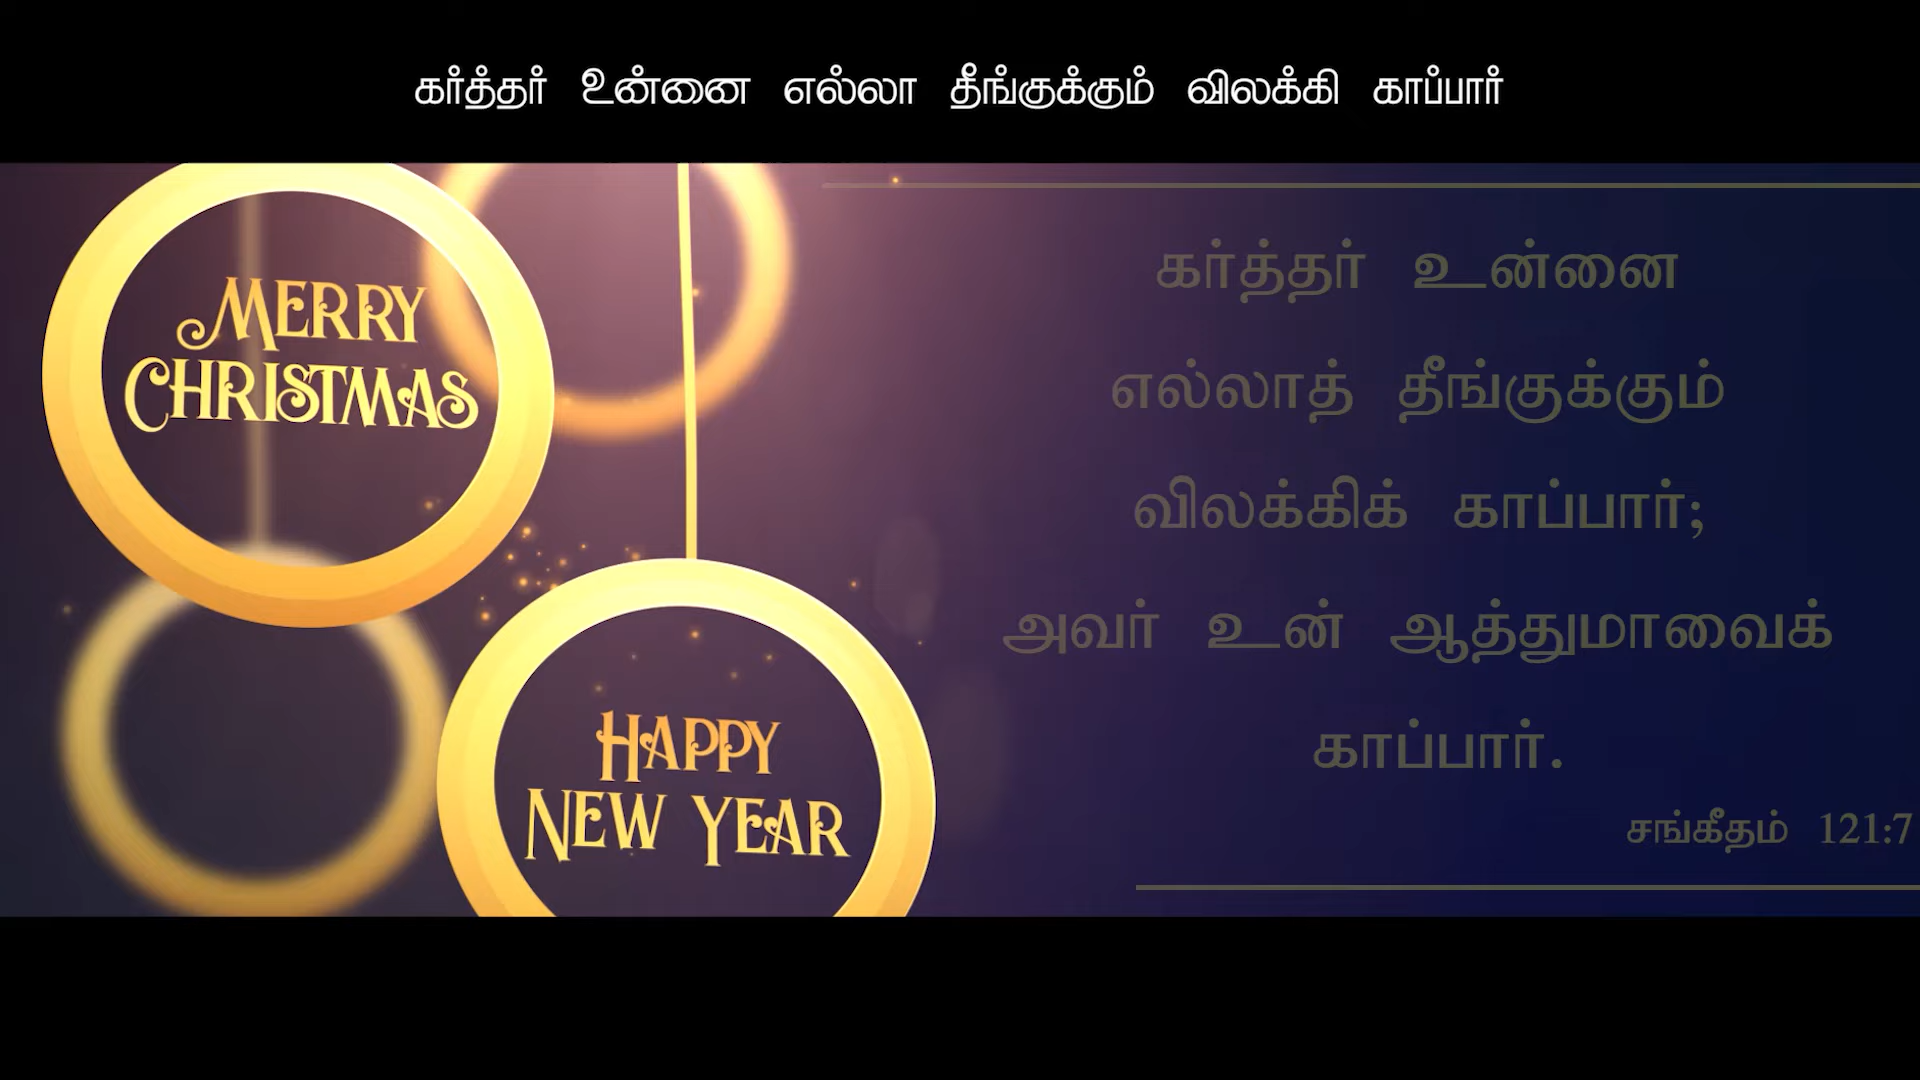 கர்த்தர் உன்னை எல்லா தீங்குக்கும் விலக்கி காப்பார்
MERRY
CHRISTMAS
HAPPY
NEW YEAR
கர்த்தர் உன்னை
எல்லாத் தீங்குக்கும்
விலக்கிக் காப்பார்;
அவர் உன் ஆத்துமாவைக்
காப்பார்.
சங்கீதம் 121:7